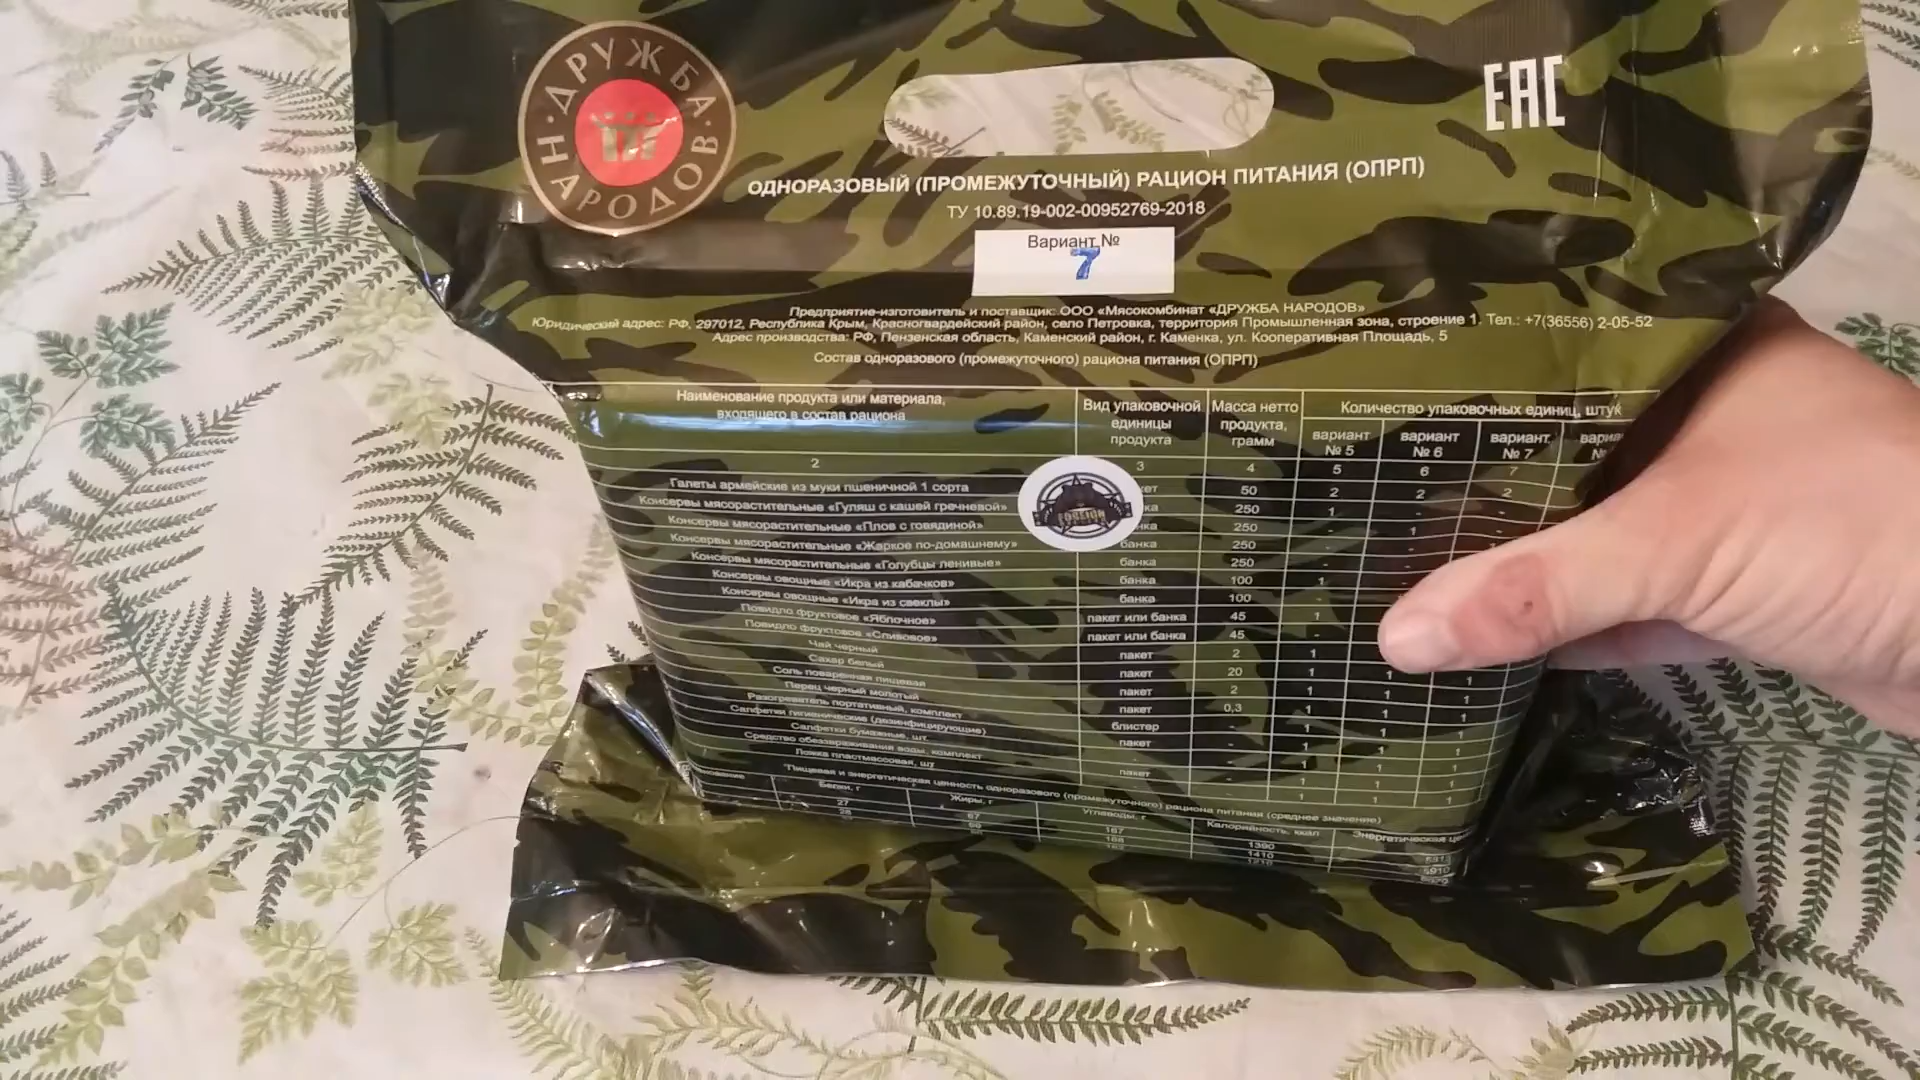 ДРУЖБА НАРОДОВ
EAC
ОДНОРАЗОВЫЙ (ПРОМЕЖУТОЧНЫЙ) РАЦИОН ПИТАНИЯ (ОПРП)
ТУ 10.89.19-002-00952769-2018
Вариант №
7
Предприятие-изготовитель и поставщик: ООО «Мясокомбинат «ДРУЖБА НАРОДОВ»
Юридический адрес: РФ, 297012, Республика Крым, Красногвардейский район, село Петровка, территория Промышленная зона, строение 1. Тел.: +7(36556) 2-05-52
Адрес производства: РФ, Пензенская область, Каменский район, г. Каменка, ул. Кооперативная Площадь, 5
Состав одноразового (промежуточного) рациона питания (ОПРП)
Наименование продукта или материала, входящего в состав рациона
Вид упаковочной единицы продукта
Масса нетто продукта, грамм
Количество упаковочных единиц, штук
вариант № 5 вариант № 6 вариант № 7
2 3 4 5 6 7
Галеты армейские из муки пшеничной 1 сорта 50 2 2 2
Консервы мясорастительные «Гуляш с кашей гречневой» 250 1 - -
Консервы мясорастительные «Плов с говядиной» 250 - 1 -
Консервы мясорастительные «Жаркое по-домашнему» банка 250 - -
Консервы мясорастительные «Голубцы ленивые» банка 250 - -
Консервы овощные «Икра из кабачков» банка 100 1
Консервы овощные «Икра из свеклы» банка 100 -
Повидло фруктовое «Яблочное» пакет или банка 45 1
Повидло фруктовое «Сливовое» пакет или банка 45 -
Чай черный пакет 2 1
Сахар белый пакет 20 1 1 1
Соль поваренная пищевая пакет 2 1 1 1
Перец черный молотый пакет 0,3 1 1 1
Разогреватель портативный, комплект блистер - 1 1 1
Салфетки гигиенические (дезинфицирующие) пакет - 1 1 1
Салфетки бумажные, шт. - 1 1 1
Средство обеззараживания воды, комплект пакет - 1 1 1
Ложка пластмассовая, шт 1 1 1
Пищевая и энергетическая ценность одноразового (промежуточного) рациона питания (среднее значение)
Белки, г Жиры, г Углеводы, г Калорийность, ккал Энергетическая
27 67 167 1390
28 1410
FOREIGN